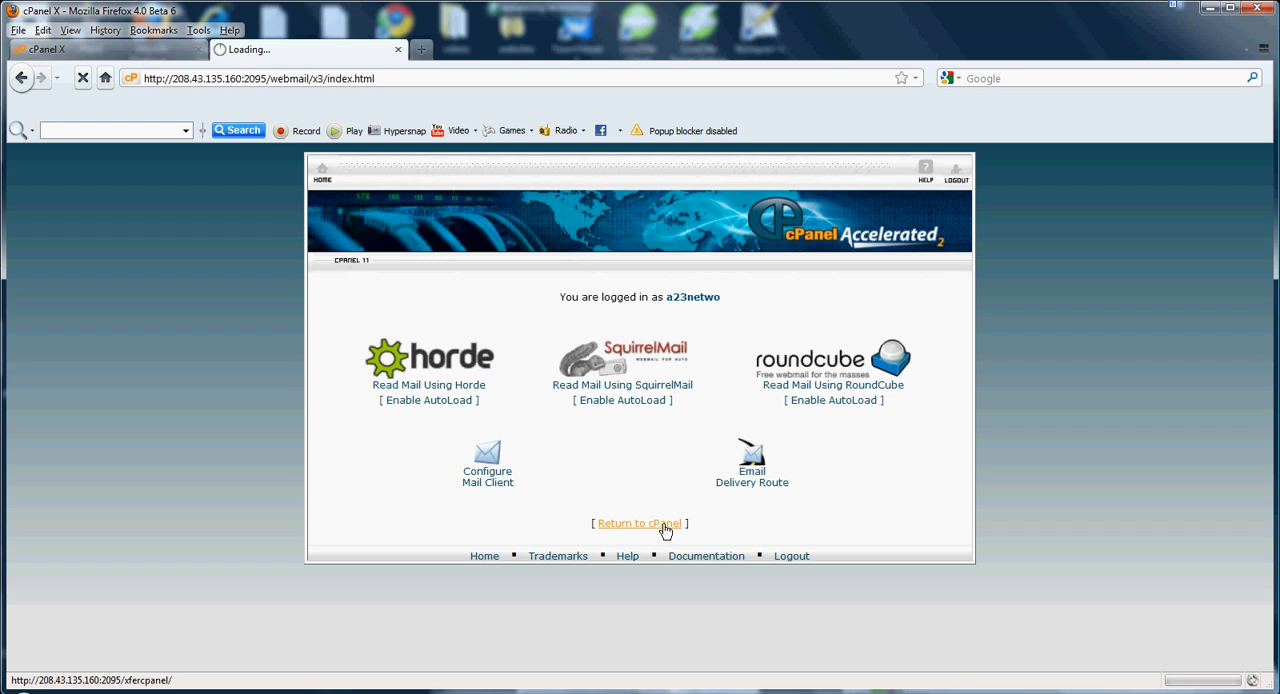 cPanel X - Mozilla Firefox 4.0 Beta 6
File Edit View History Bookmarks Tools Help
cPanel X
Loading...
http://208.43.135.160:2095/webmail/x3/index.html
Google
Search Record Play Hypersnap Video Games Radio Popup blocker disabled
HOME
HELP LOGOUT
cPanel Accelerated2
CPANEL 11
You are logged in as a23netwo
horde
SquirrelMail
WEBMAIL FOR NUTS
roundcube
Free webmail for the masses
Read Mail Using Horde
Read Mail Using SquirrelMail
Read Mail Using RoundCube
[ Enable AutoLoad ]
[ Enable AutoLoad ]
[ Enable AutoLoad ]
Configure
Mail Client
Email
Delivery Route
[ Return to cPanel ]
Home ▪ Trademarks ▪ Help ▪ Documentation ▪ Logout
http://208.43.135.160:2095/xfercpanel/